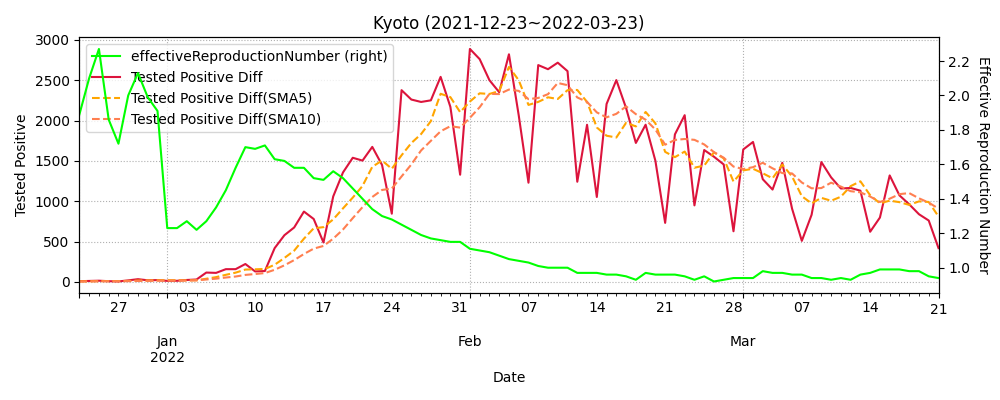 Kyoto (2021-12-23~2022-03-23)
effectiveReproductionNumber (right)
Tested Positive Diff
Tested Positive Diff(SMA5)
Tested Positive Diff(SMA10)
Tested Positive
3000
2500
2000
1500
1000
500
0
Effective Reproduction Number
2.2
2.0
1.8
1.6
1.4
1.2
1.0
27 03 10 17 24 31 07 14 21 28 07 14 21
Jan Feb Mar
2022
Date